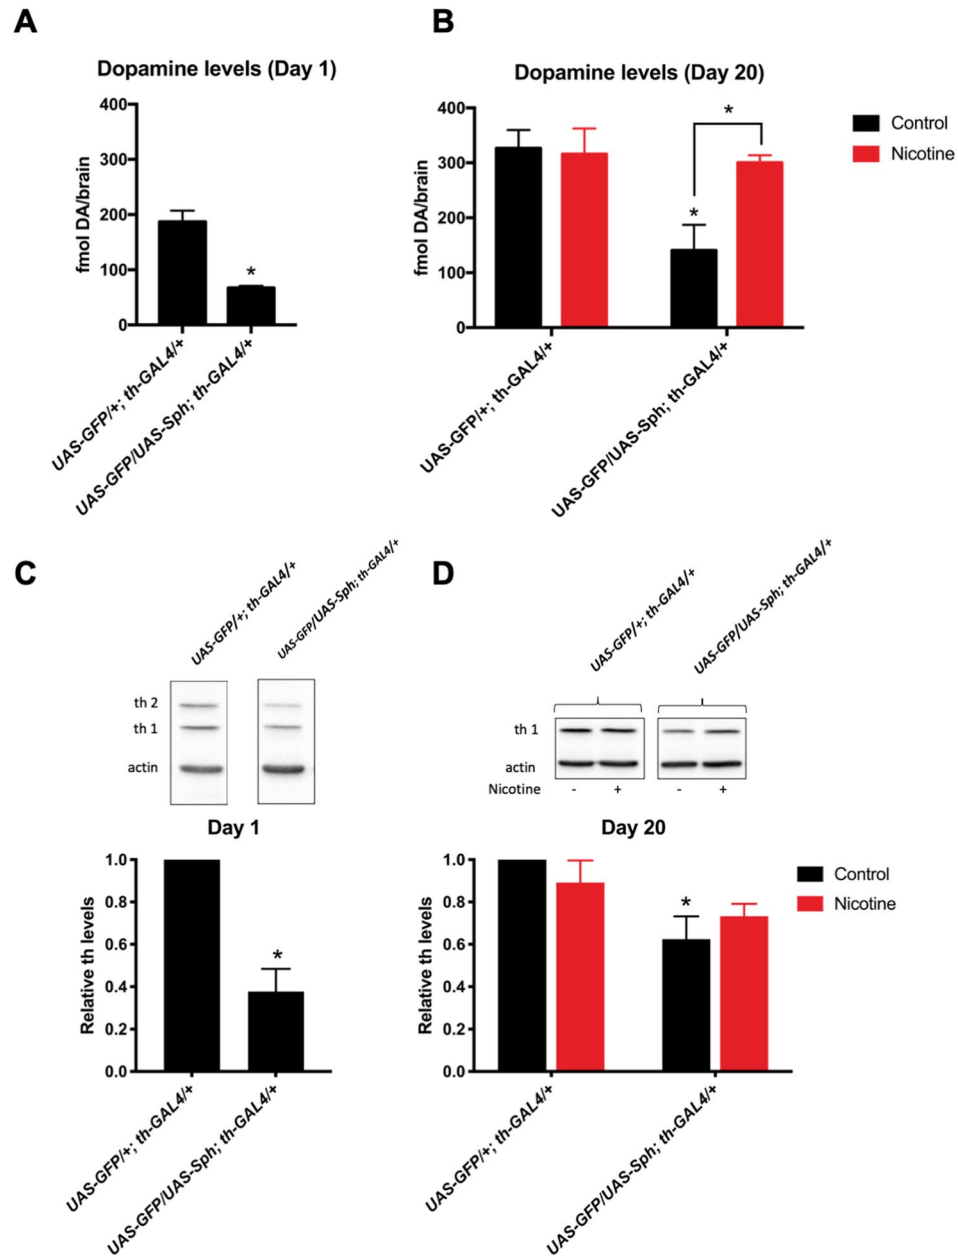 A
B
Dopamine levels (Day 1)
Dopamine levels (Day 20)
400
300
200
100
0
fmol DA/brain
*
UAS-GFP/+; th-GAL4/+
UAS-GFP/UAS-Sph; th-GAL4/+
400
300
200
100
0
fmol DA/brain
*
*
UAS-GFP/+; th-GAL4/+
UAS-GFP/UAS-Sph; th-GAL4/+
Control
Nicotine
C
D
UAS-GFP/+; th-GAL4/+
UAS-GFP/UAS-Sph; th-GAL4/+
th 2
th 1
actin
UAS-GFP/+; th-GAL4/+
UAS-GFP/UAS-Sph; th-GAL4/+
th 1
actin
Nicotine - + - +
Day 1
Day 20
1.0
0.8
0.6
0.4
0.2
0.0
Relative th levels
*
UAS-GFP/+; th-GAL4/+
UAS-GFP/UAS-Sph; th-GAL4/+
1.0
0.8
0.6
0.4
0.2
0.0
Relative th levels
*
UAS-GFP/+; th-GAL4/+
UAS-GFP/UAS-Sph; th-GAL4/+
Control
Nicotine